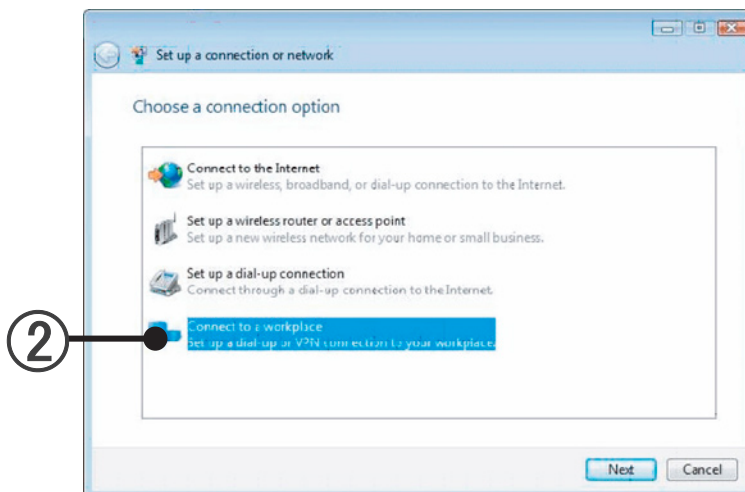 Set up a connection or network
Choose a connection option
Connect to the Internet
Set up a wireless, broadband, or dial-up connection to the Internet.
Set up a wireless router or access point
Set up a new wireless network for your home or small business.
Set up a dial-up connection
Connect through a dial-up connection to the Internet.
2
Connect to a workplace
Set up a dial-up or VPN connection to your workplace.
Next
Cancel